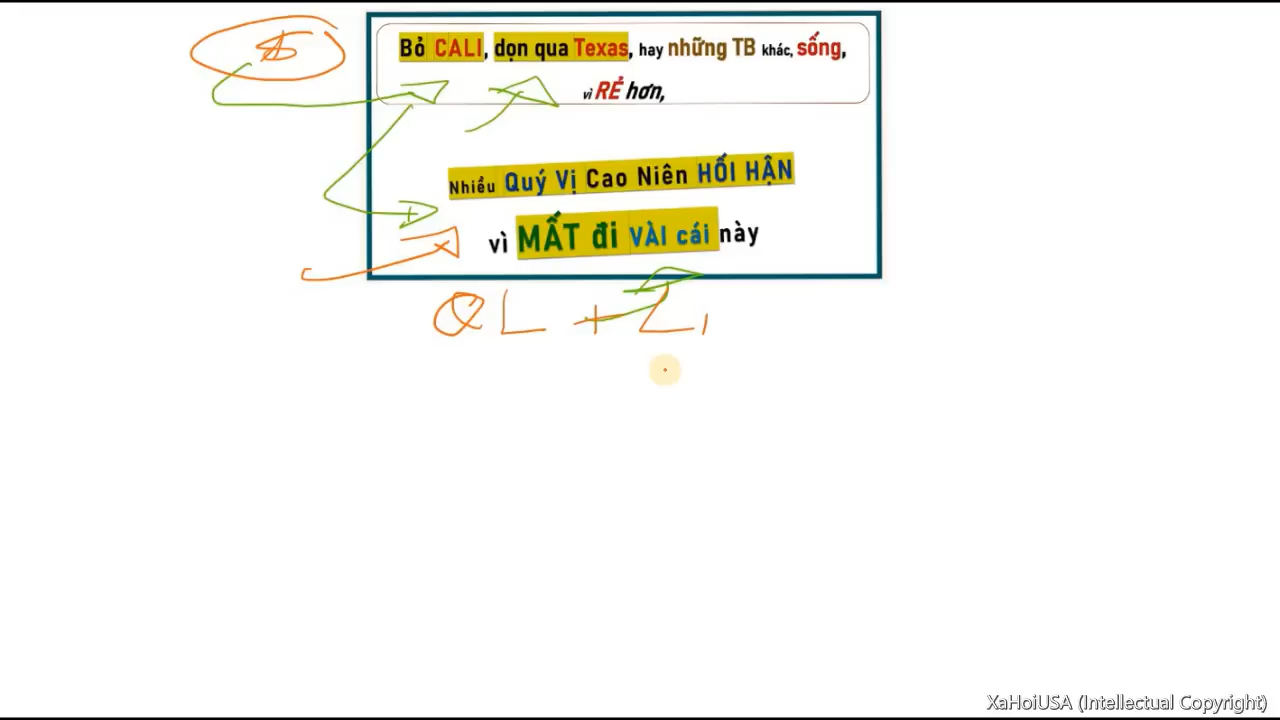 Bỏ CALI, dọn qua Texas, hay những TB khác, sống,
vì RẺ hơn,
Nhiều Quý Vị Cao Niên HỐI HẬN
vì MẤT đi VÀI cái này
QL + L,
XaHoiUSA (Intellectual Copyright)